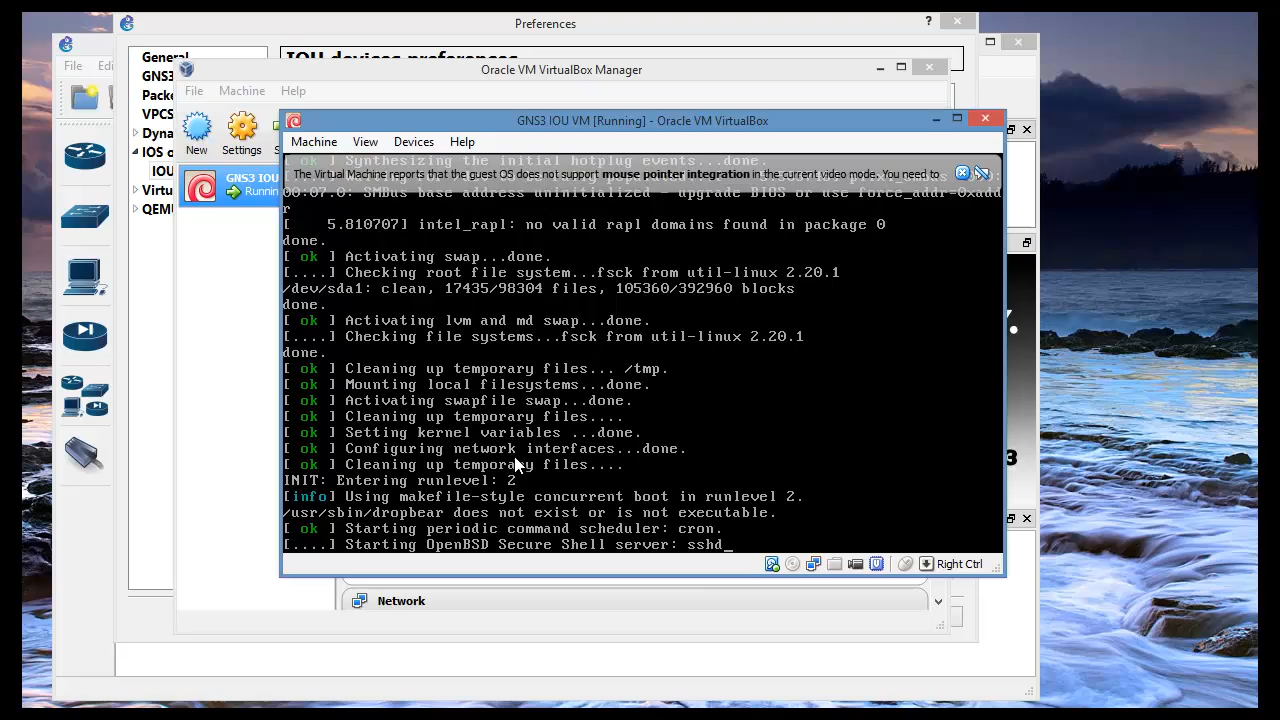 Preferences
?
General
IOU devices preferences
GNS3
File
Oracle VM VirtualBox Manager
File Machine Help
VPCS
New
Settings
GNS3 IOU VM [Running] - Oracle VM VirtualBox
Machine View Devices Help
GNS3 IOU
Running
QEMU
[ ok ] Synthesizing the initial hotplug events...done.
The Virtual Machine reports that the guest OS does not support mouse pointer integration in the current video mode. You need to
00:07.0: SMBus base address uninitialized - upgrade BIOS or use force_addr=0xadd
r
[    5.810707] intel_rapl: no valid rapl domains found in package 0
done.
[ ok ] Activating swap...done.
[....] Checking root file system...fsck from util-linux 2.20.1
/dev/sda1: clean, 17435/98304 files, 105360/392960 blocks
done.
[ ok ] Activating lvm and md swap...done.
[....] Checking file systems...fsck from util-linux 2.20.1
done.
[ ok ] Cleaning up temporary files... /tmp.
[ ok ] Mounting local filesystems...done.
[ ok ] Activating swapfile swap...done.
[ ok ] Cleaning up temporary files....
[ ok ] Setting kernel variables ...done.
[ ok ] Configuring network interfaces...done.
[ ok ] Cleaning up temporary files....
INIT: Entering runlevel: 2
[info] Using makefile-style concurrent boot in runlevel 2.
/usr/sbin/dropbear does not exist or is not executable.
[ ok ] Starting periodic command scheduler: cron.
[....] Starting OpenBSD Secure Shell server: sshd_
Right Ctrl
Network